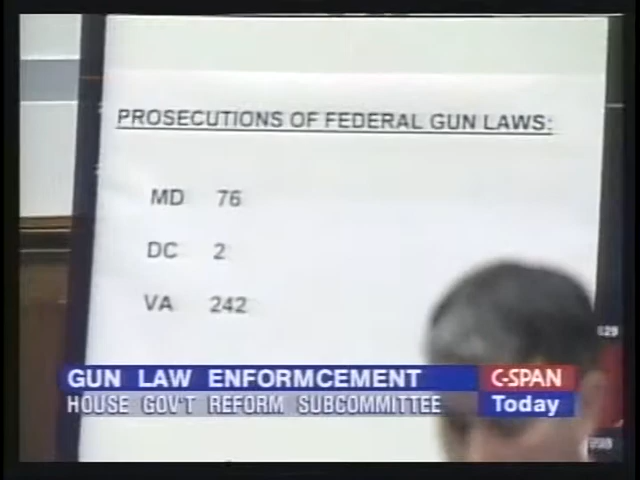 PROSECUTIONS OF FEDERAL GUN LAWS:
MD 76
DC 2
VA 242
GUN LAW ENFORMCEMENT
C-SPAN
HOUSE GOV'T REFORM SUBCOMMITTEE
Today